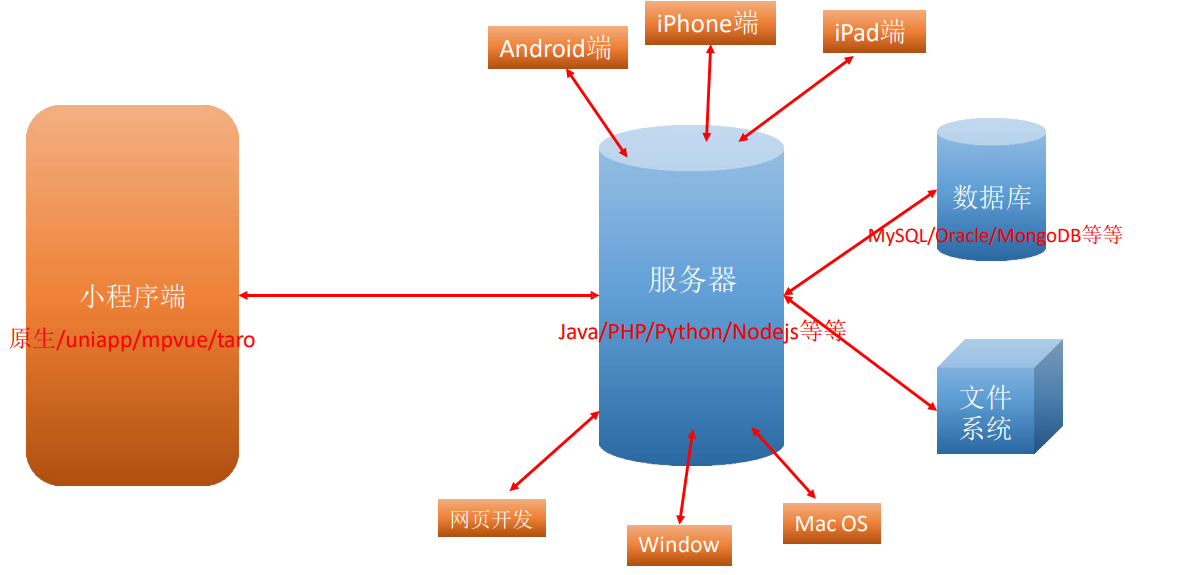 Android端
iPhone端
iPad端
小程序端
原生/uniapp/mpvue/taro
服务器
Java/PHP/Python/Nodejs等等
数据库
MySQL/Oracle/MongoDB等等
文件
系统
网页开发
Window
Mac OS